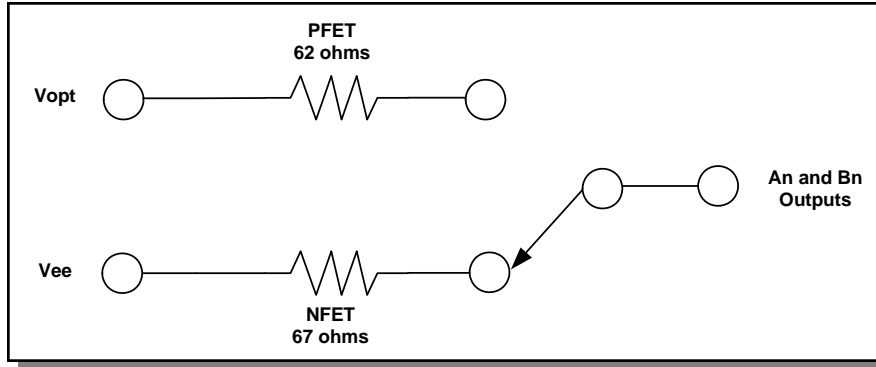 PFET
62 ohms
Vopt
An and Bn
Outputs
Vee
NFET
67 ohms